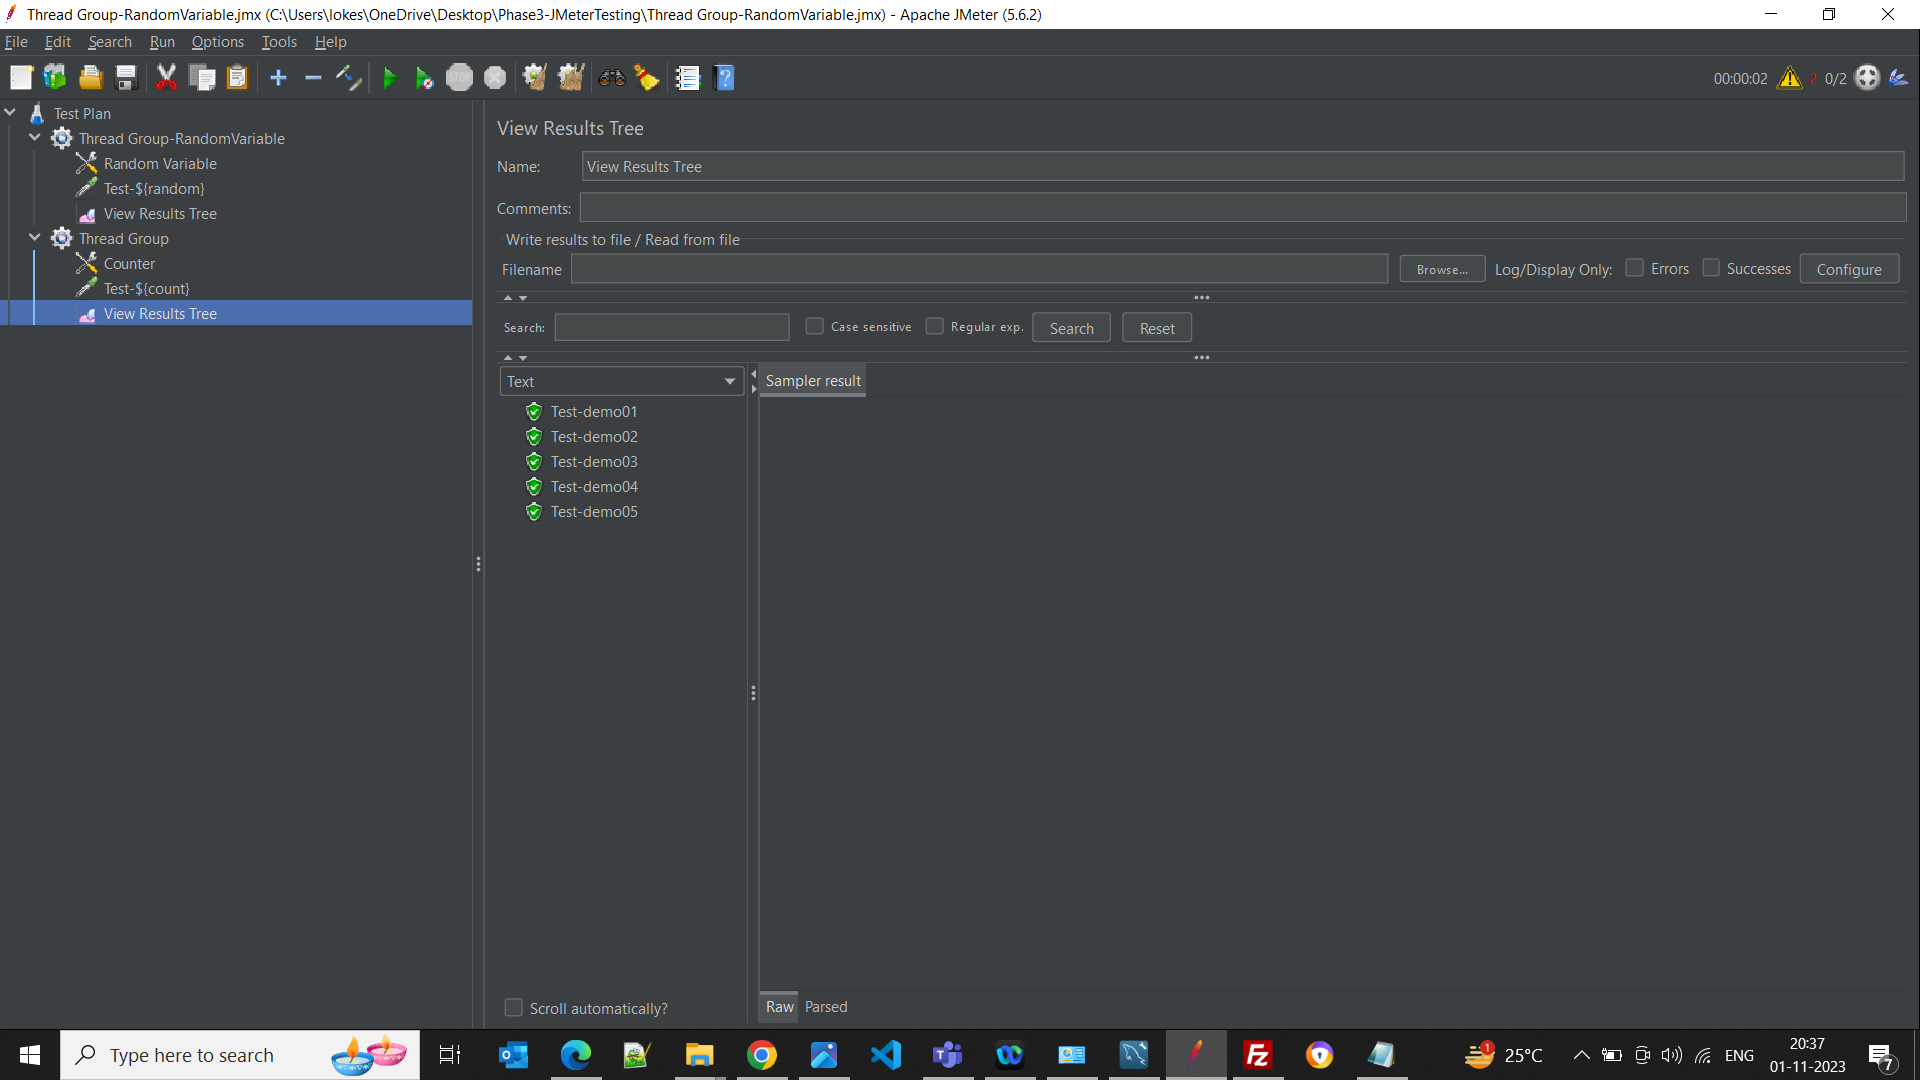 Thread Group-RandomVariable.jmx (C:\Users\lokes\OneDrive\Desktop\Phase3-JMeterTesting\Thread Group-RandomVariable.jmx) - Apache JMeter (5.6.2)
File Edit Search Run Options Tools Help
00:00:02 2 0/2
Test Plan
Thread Group-RandomVariable
Random Variable
Test-${random}
View Results Tree
Thread Group
Counter
Test-${count}
View Results Tree
View Results Tree
Name: View Results Tree
Comments:
Write results to file / Read from file
Filename Browse... Log/Display Only: Errors Successes Configure
Search: Case sensitive Regular exp. Search Reset
Text
Sampler result
Test-demo01
Test-demo02
Test-demo03
Test-demo04
Test-demo05
Scroll automatically?
Raw Parsed
Type here to search
1 25°C ENG
20:37
01-11-2023
7